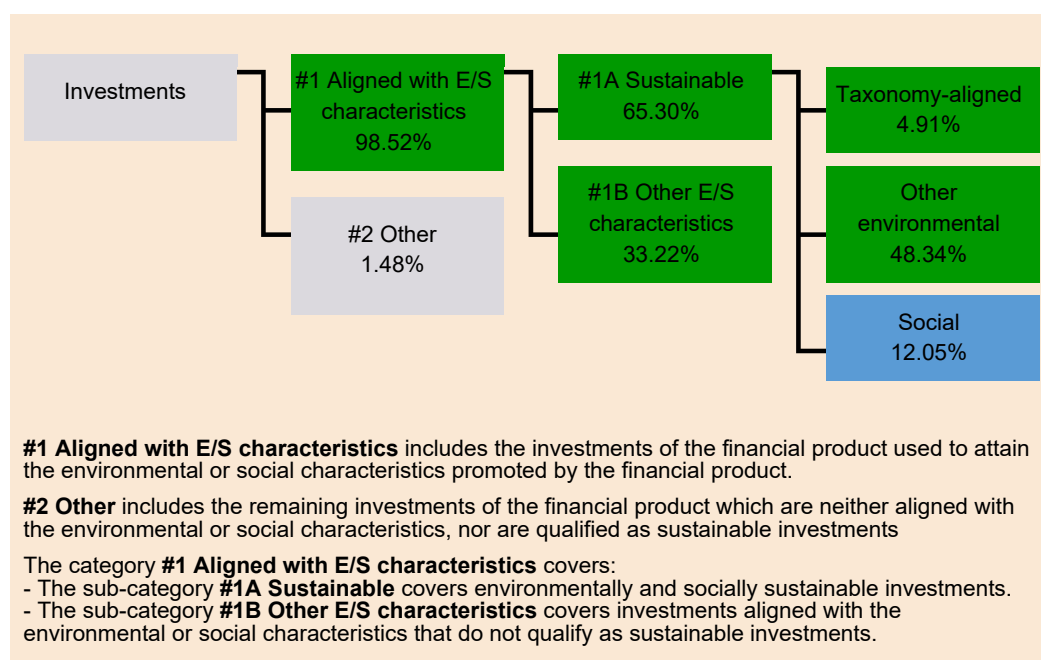 Investments
#1 Aligned with E/S
characteristics
98.52%
#2 Other
1.48%
#1A Sustainable
65.30%
#1B Other E/S
characteristics
33.22%
Taxonomy-aligned
4.91%
Other
environmental
48.34%
Social
12.05%
#1 Aligned with E/S characteristics includes the investments of the financial product used to attain
the environmental or social characteristics promoted by the financial product.
#2 Other includes the remaining investments of the financial product which are neither aligned with
the environmental or social characteristics, nor are qualified as sustainable investments
The category #1 Aligned with E/S characteristics covers:
- The sub-category #1A Sustainable covers environmentally and socially sustainable investments.
- The sub-category #1B Other E/S characteristics covers investments aligned with the
environmental or social characteristics that do not qualify as sustainable investments.